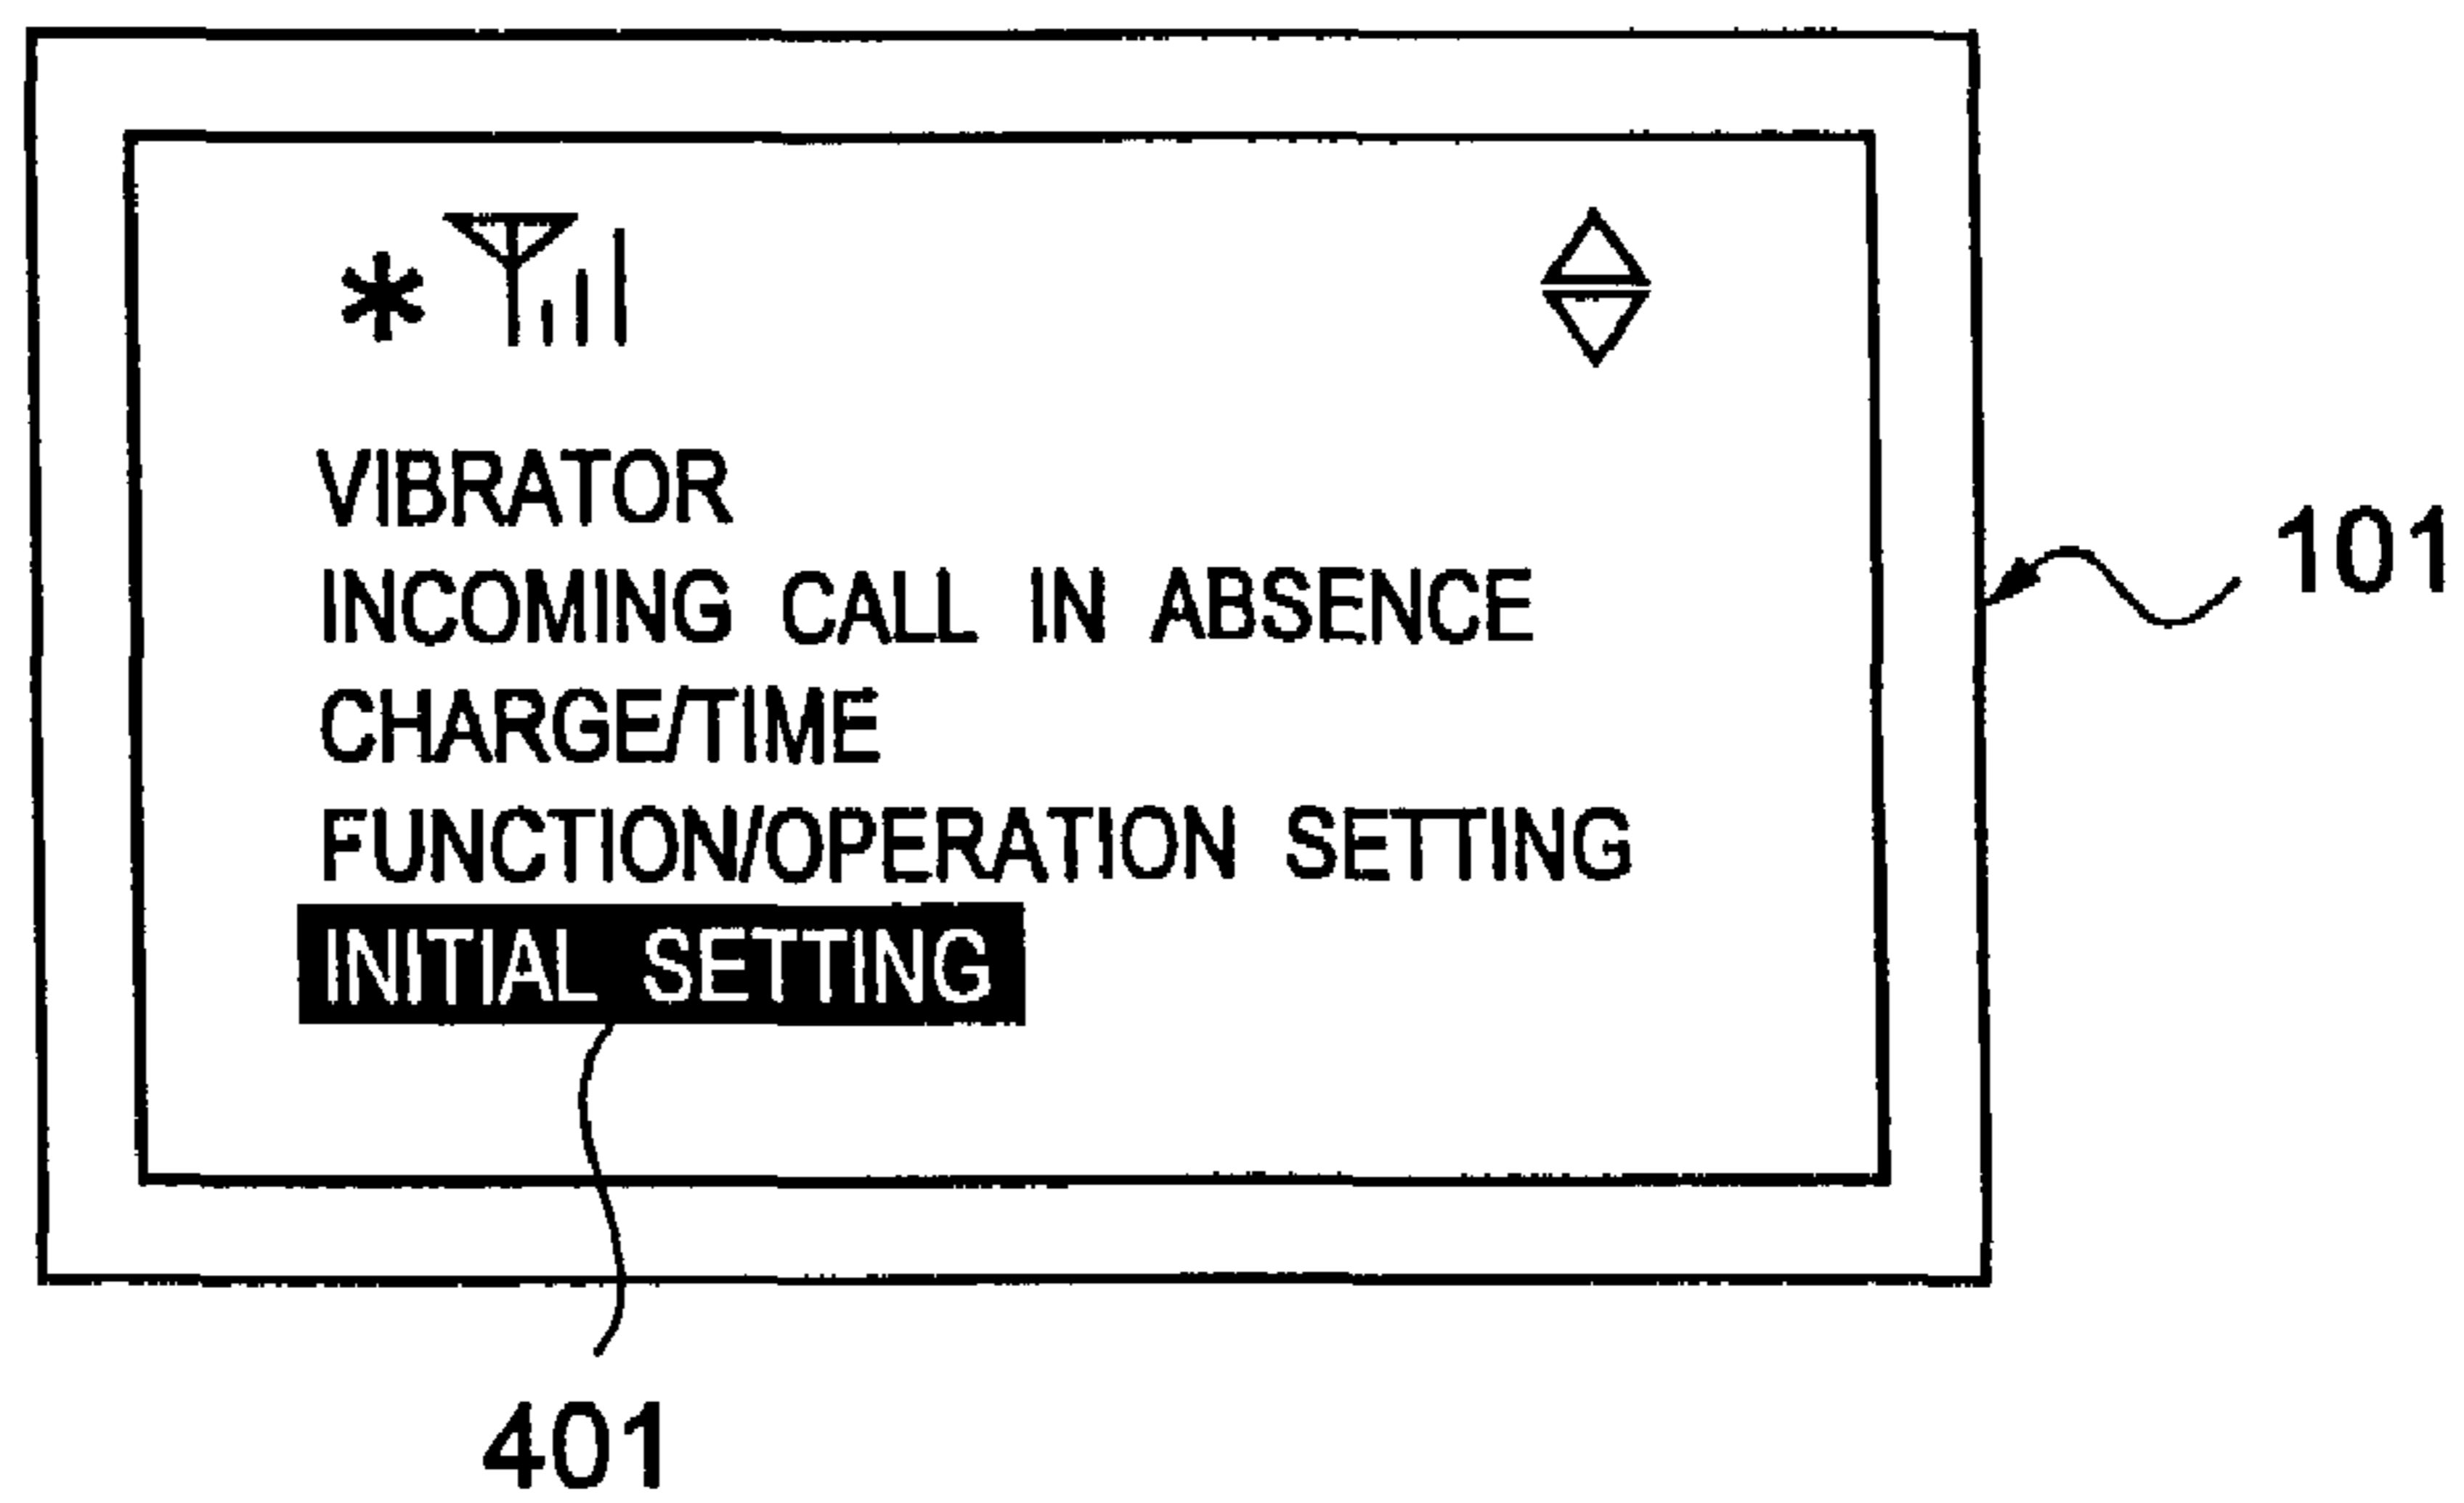 *
VIBRATOR
INCOMING CALL IN ABSENCE
CHARGE/TIME
FUNCTION/OPERATION SETTING
INITIAL SETTING
101
401